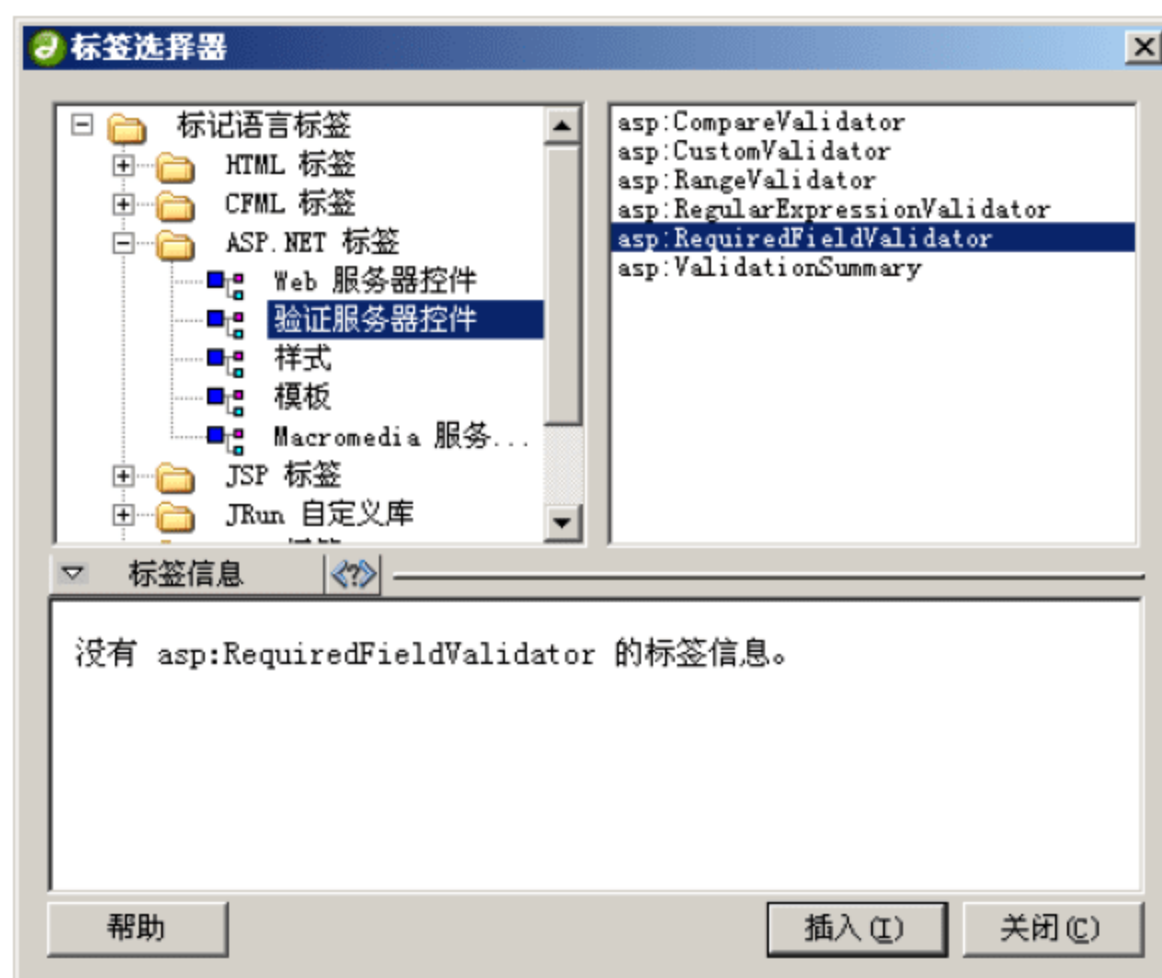 标签选择器
标记语言标签
HTML 标签
CFML 标签
ASP.NET 标签
Web 服务器控件
验证服务器控件
样式
模板
Macromedia 服务...
JSP 标签
JRun 自定义库
asp:CompareValidator
asp:CustomValidator
asp:RangeValidator
asp:RegularExpressionValidator
asp:RequiredFieldValidator
asp:ValidationSummary
标签信息
没有 asp:RequiredFieldValidator 的标签信息。
帮助
插入(I)
关闭(C)